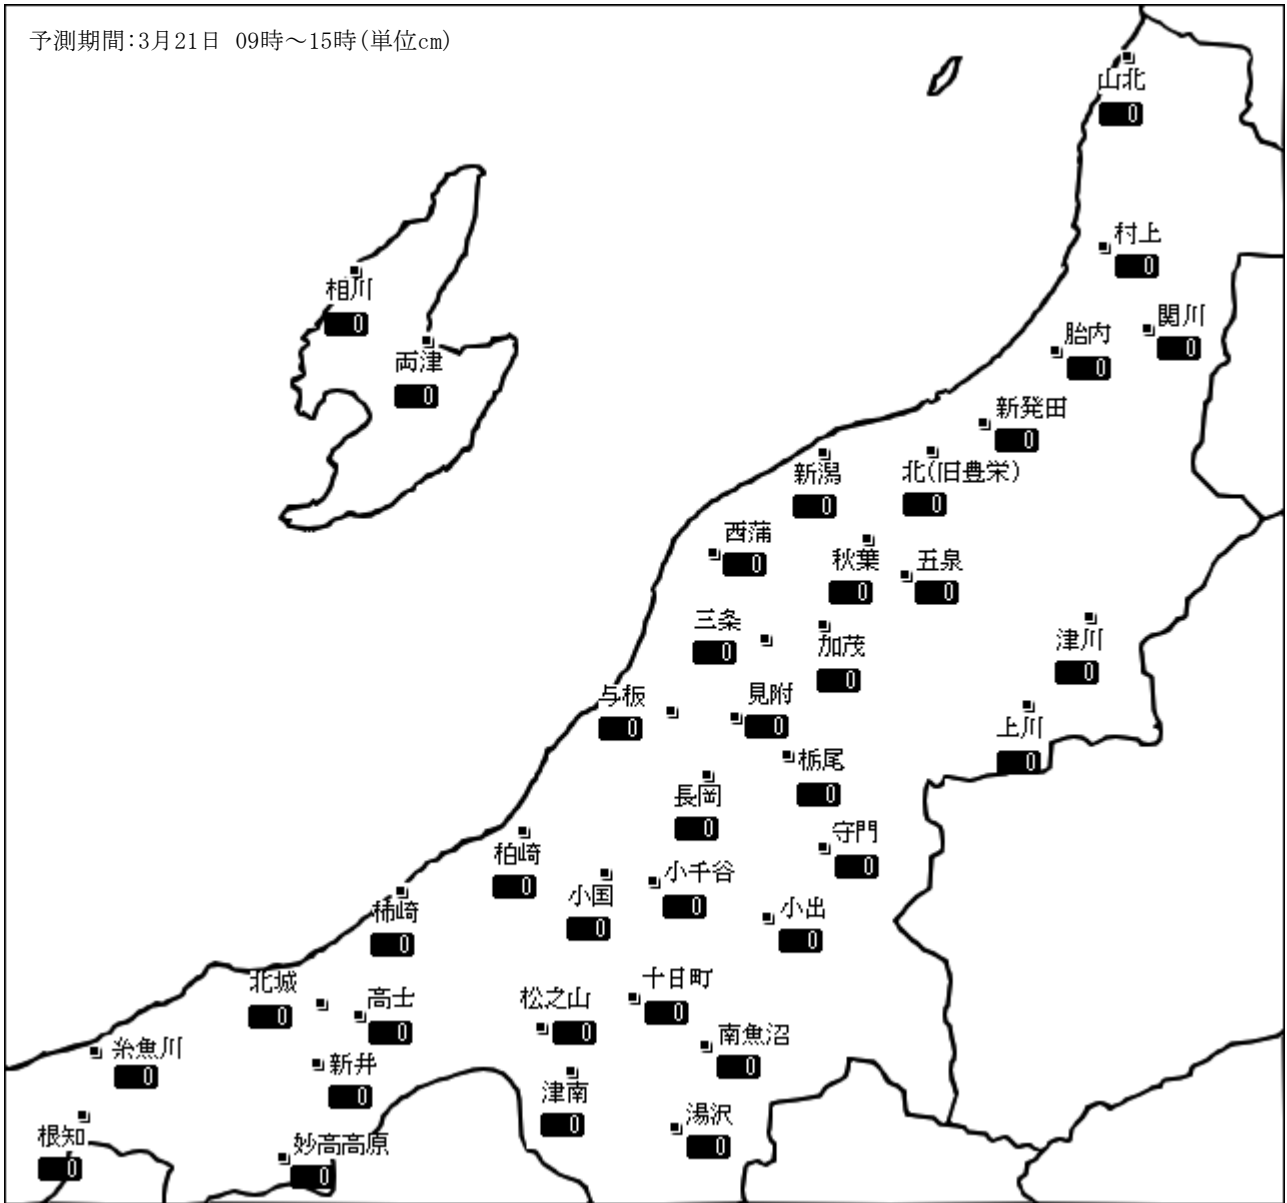 予測期間:3月21日 09時～15時(単位cm)
山北
0
村上
0
関川
0
胎内
0
相川
0
両津
0
新発田
0
新潟
0
北(旧豊栄)
0
西蒲
0
秋葉
0
五泉
0
三条
0
加茂
0
津川
0
与板
0
見附
0
上川
0
栃尾
0
長岡
0
守門
0
柏崎
0
小国
0
小千谷
0
小出
0
柿崎
0
北城
0
高士
0
松之山
0
十日町
0
南魚沼
0
糸魚川
0
新井
0
津南
0
湯沢
0
根知
0
妙高高原
0